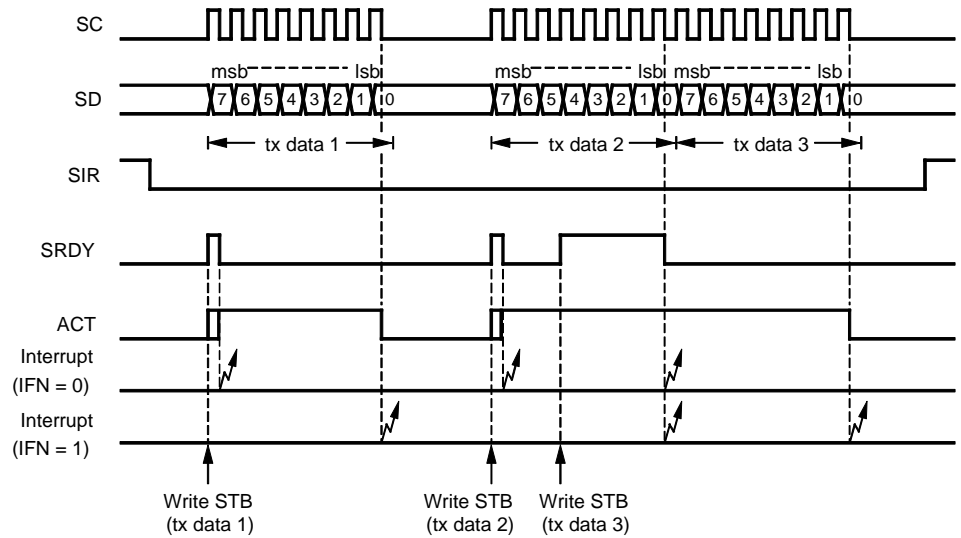 SC
msb lsb msb lsb msb lsb
SD 7 6 5 4 3 2 1 0 7 6 5 4 3 2 1 0 7 6 5 4 3 2 1 0
tx data 1 tx data 2 tx data 3
SIR
SRDY
ACT
Interrupt
(IFN = 0)
Interrupt
(IFN = 1)
Write STB Write STB Write STB
(tx data 1) (tx data 2) (tx data 3)